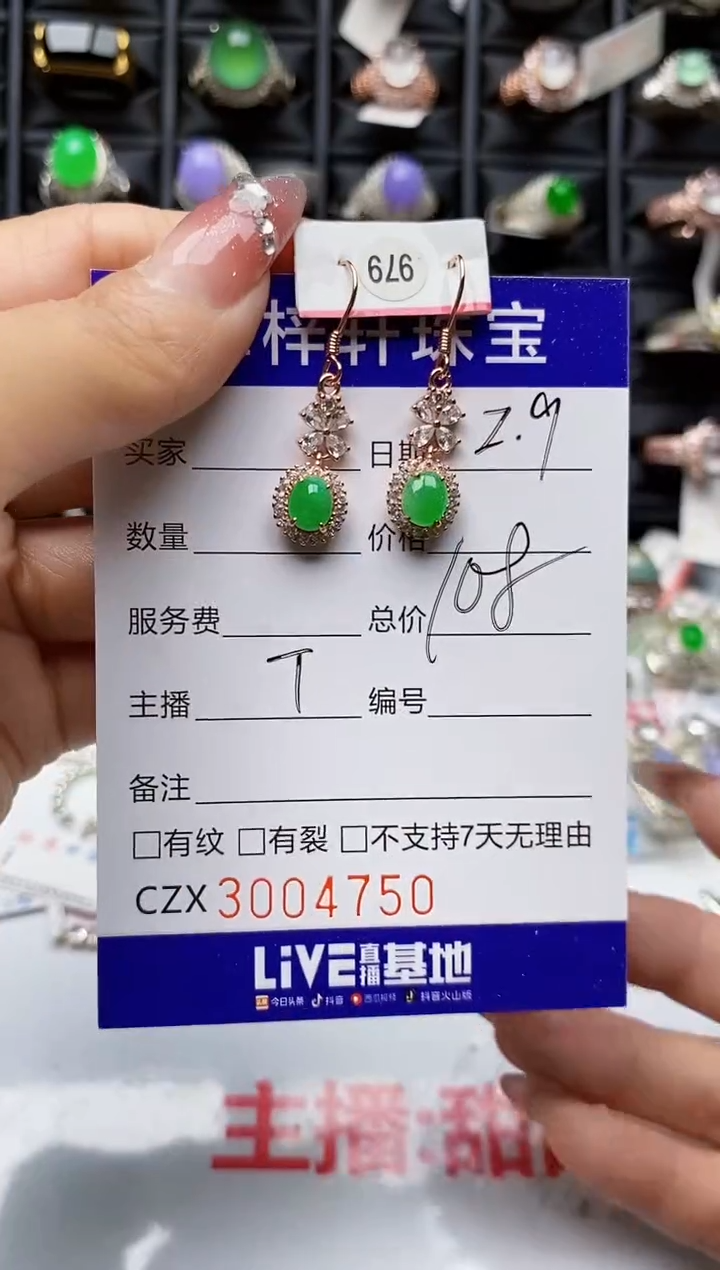 979
梓轩珠宝
买家 日期 2.9
数量 价格 108
服务费 总价
主播 T 编号
备注
□有纹 □有裂 □不支持7天无理由
CZX 3004750
LiVE直播基地
今日头条 抖音 西瓜视频 抖音火山版
主播:甜